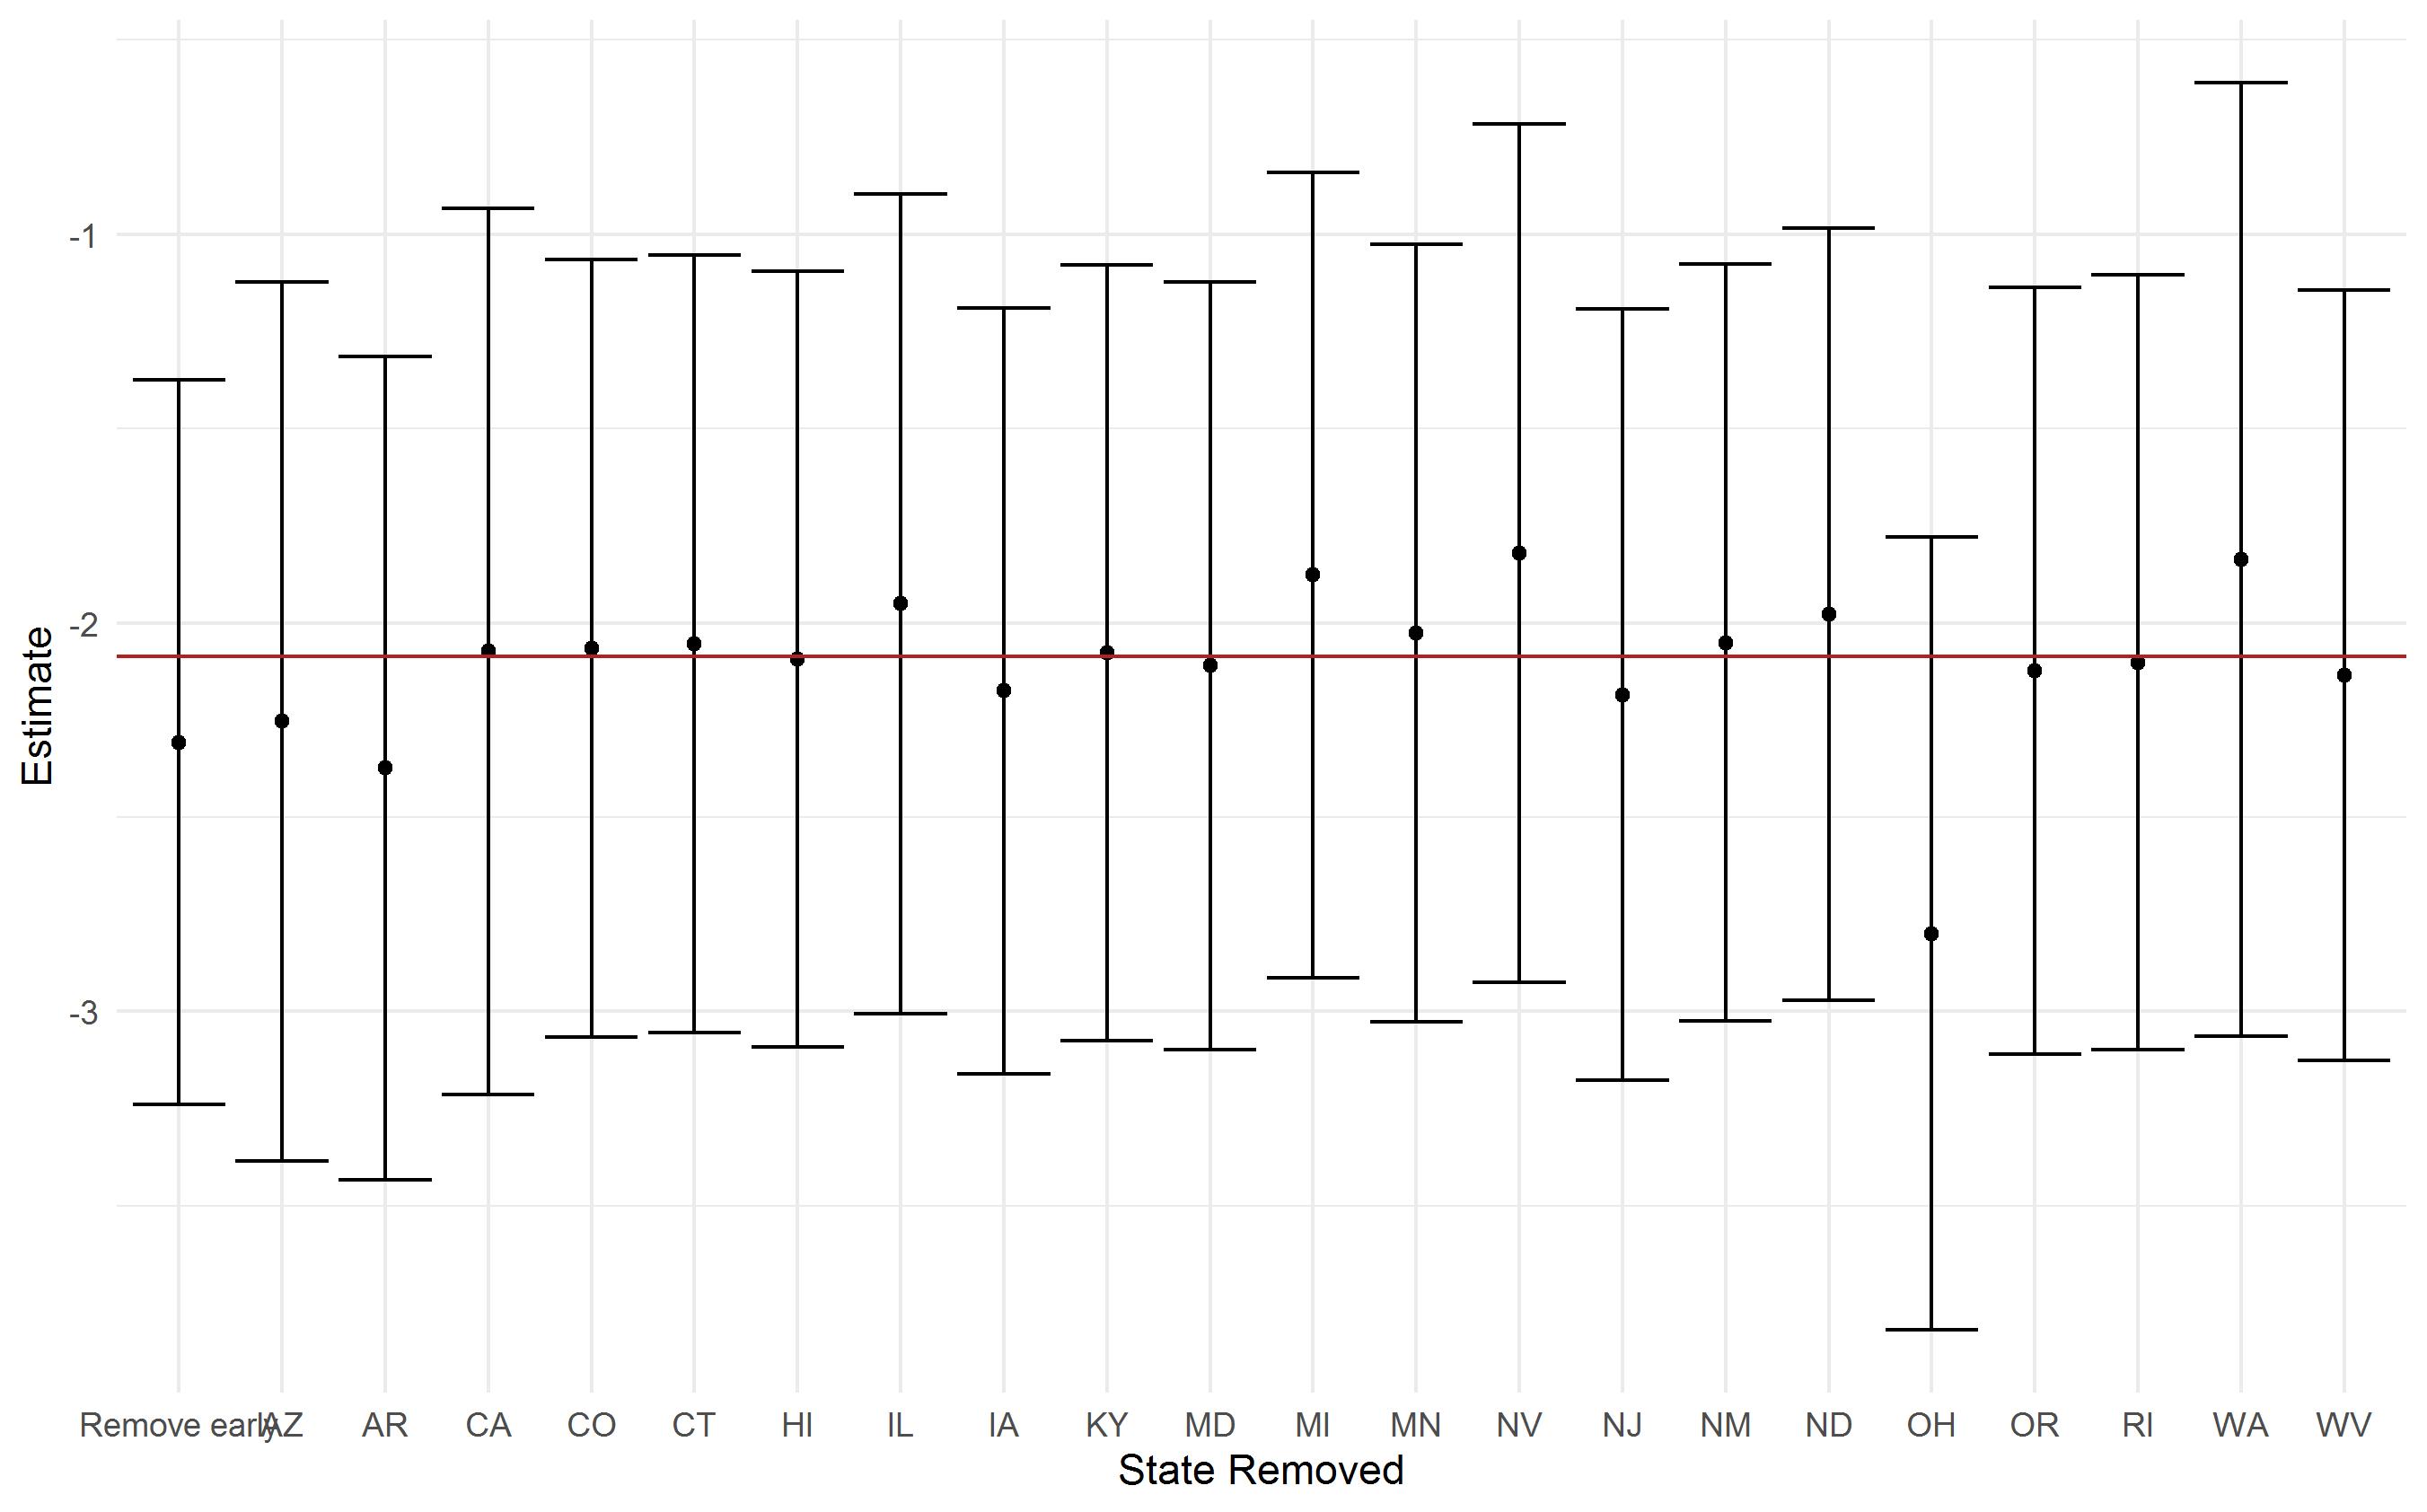 Estimate
-1
-2
-3
Remove early AZ AR CA CO CT HI IL IA KY MD MI MN NV NJ NM ND OH OR RI WA WV
State Removed